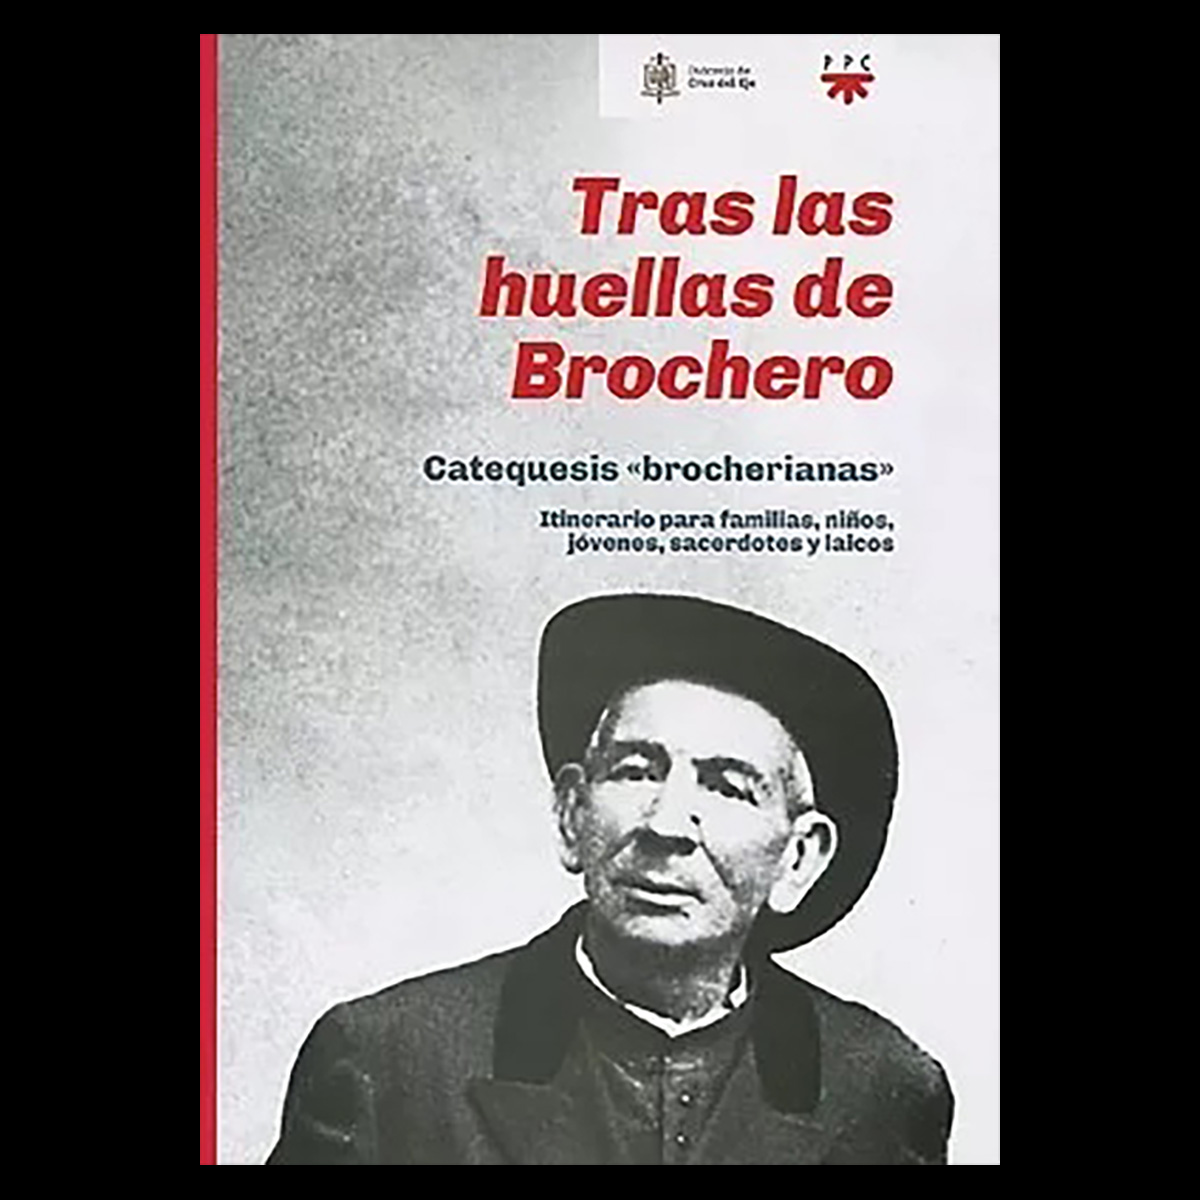 Diócesis de
Cruz del Eje
PPC
Tras las
huellas de
Brochero
Catequesis «brocherianas»
Itinerario para familias, niños,
jóvenes, sacerdotes y laicos